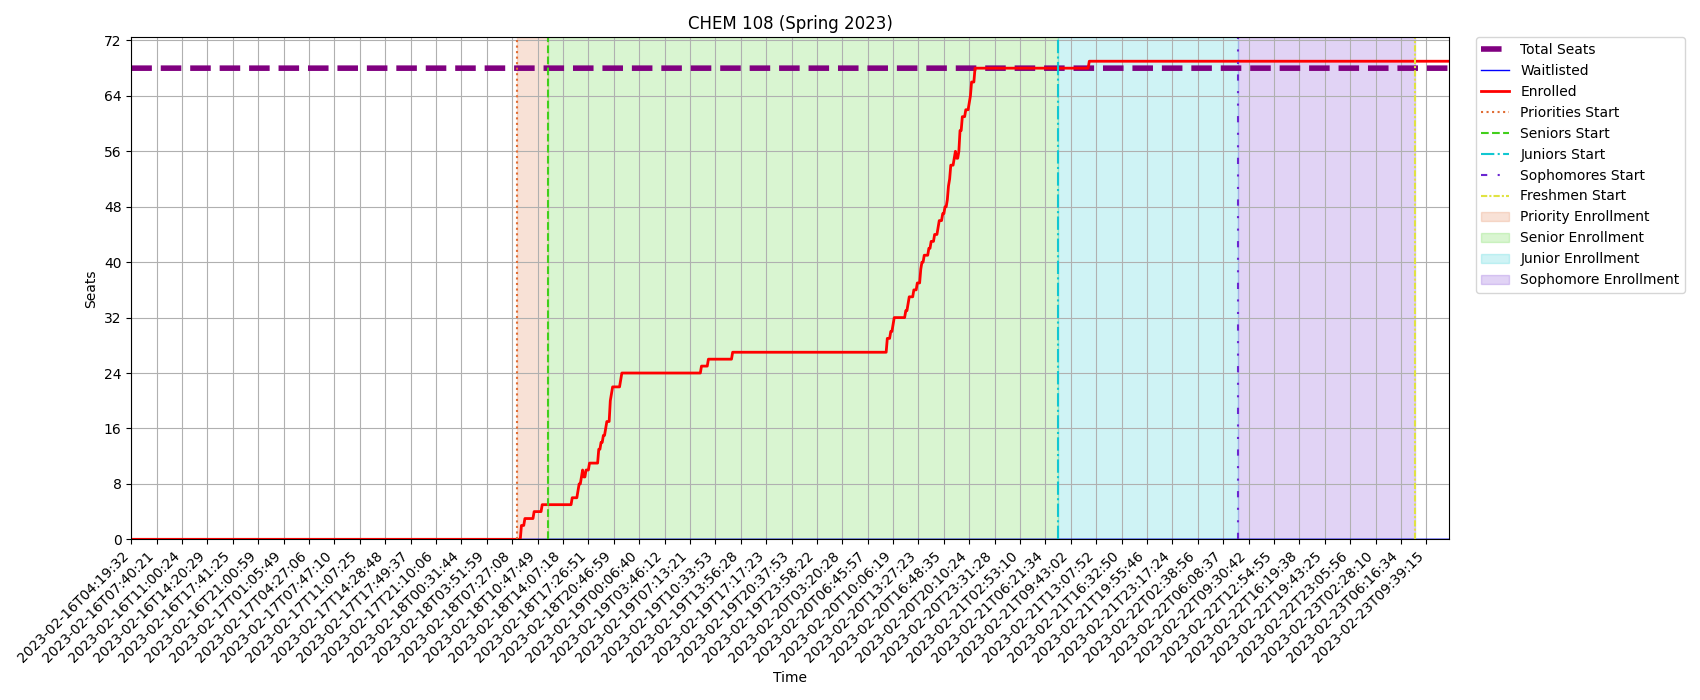 CHEM 108 (Spring 2023)
72
64
56
48
40
32
24
16
8
0
Seats
2023-02-16T04:19:32
2023-02-16T07:40:21
2023-02-16T11:00:24
2023-02-16T14:20:29
2023-02-16T17:41:25
2023-02-16T21:00:59
2023-02-17T01:05:49
2023-02-17T04:27:06
2023-02-17T07:47:10
2023-02-17T11:07:25
2023-02-17T14:28:48
2023-02-17T17:49:37
2023-02-17T21:10:06
2023-02-18T00:31:44
2023-02-18T03:51:59
2023-02-18T07:27:08
2023-02-18T10:47:49
2023-02-18T14:07:18
2023-02-18T17:26:51
2023-02-18T20:46:59
2023-02-19T00:06:40
2023-02-19T03:46:12
2023-02-19T07:13:21
2023-02-19T10:33:53
2023-02-19T13:56:28
2023-02-19T17:17:23
2023-02-19T20:37:53
2023-02-19T23:58:22
2023-02-20T03:20:28
2023-02-20T06:45:57
2023-02-20T10:06:19
2023-02-20T13:27:23
2023-02-20T16:48:35
2023-02-20T20:10:24
2023-02-20T23:31:28
2023-02-21T02:53:10
2023-02-21T06:21:34
2023-02-21T09:43:02
2023-02-21T13:07:52
2023-02-21T16:32:50
2023-02-21T19:55:46
2023-02-21T23:17:24
2023-02-22T02:38:56
2023-02-22T06:08:37
2023-02-22T09:30:42
2023-02-22T12:54:55
2023-02-22T16:19:38
2023-02-22T19:43:25
2023-02-22T23:05:56
2023-02-23T02:28:10
2023-02-23T06:16:34
2023-02-23T09:39:15
Time
Total Seats
Waitlisted
Enrolled
Priorities Start
Seniors Start
Juniors Start
Sophomores Start
Freshmen Start
Priority Enrollment
Senior Enrollment
Junior Enrollment
Sophomore Enrollment